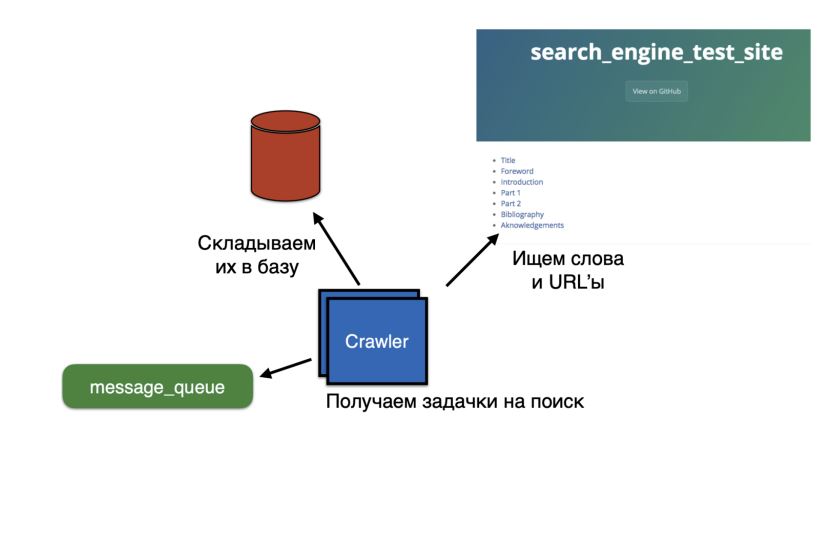 search_engine_test_site
View on GitHub
Title
Foreword
Introduction
Part 1
Part 2
Bibliography
Aknowledgements
Складываем
их в базу
Ищем слова
и URL’ы
Crawler
message_queue
Получаем задачки на поиск